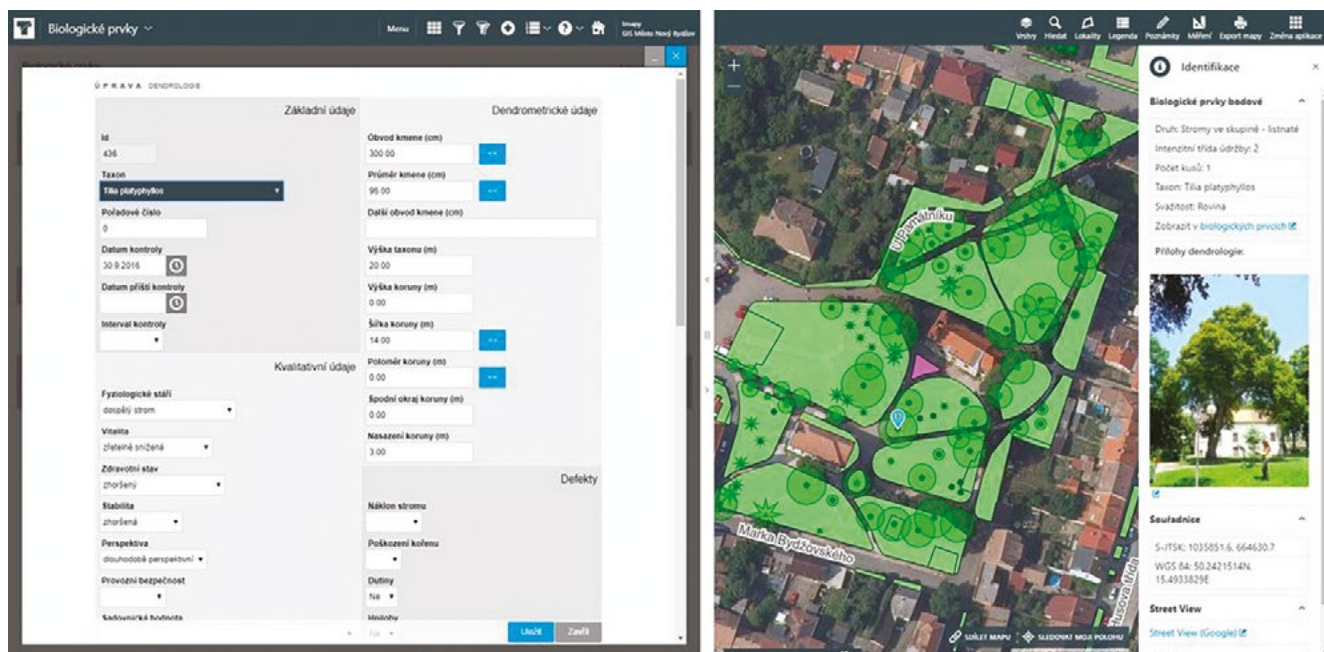 Biologické prvky
Menu
tmapy
GIS Město Nový Bydžov
ÚPRAVA DENDROLOGIE
Základní údaje
Id
436
Taxon
Tilia platyphyllos
Pořadové číslo
0
Datum kontroly
30.9.2016
Datum příští kontroly
Interval kontroly
Kvalitativní údaje
Fyziologické stáří
dospělý strom
Vitalita
zřetelně snížená
Zdravotní stav
zhoršený
Stabilita
zhoršená
Perspektiva
dlouhodobě perspektivní
Provozní bezpečnost
Sadovnická hodnota
Dendrometrické údaje
Obvod kmene (cm)
300.00
<<
Průměr kmene (cm)
96.00
<<
Další obvod kmene (cm)
Výška taxonu (m)
20.00
Výška koruny (m)
0.00
Šířka koruny (m)
14.00
<<
Poloměr koruny (m)
0.00
<<
Spodní okraj koruny (m)
0.00
Nasazení koruny (m)
3.00
Defekty
Náklon stromu
Poškození kořenu
Dutiny
Ne
Hniloby
Ne
Uložit Zavřít
Vrstvy Hledat Lokality Legenda Poznámky Měření Export mapy Změna aplikace
U Památníku
Marka Bydžovského
Husova třída
SDÍLET MAPU SLEDOVAT MOJI POLOHU
Identifikace
Biologické prvky bodové
Druh: Stromy ve skupině - listnaté
Intenzitní třída údržby: 2
Počet kusů: 1
Taxon: Tilia platyphyllos
Svažitost: Rovina
Zobrazit v biologických prvcích
Přílohy dendrologie:
Souřadnice
S-JTSK: 1035851.6, 664630.7
WGS 84: 50.2421514N,
15.4933829E
Street View
Street View (Google)